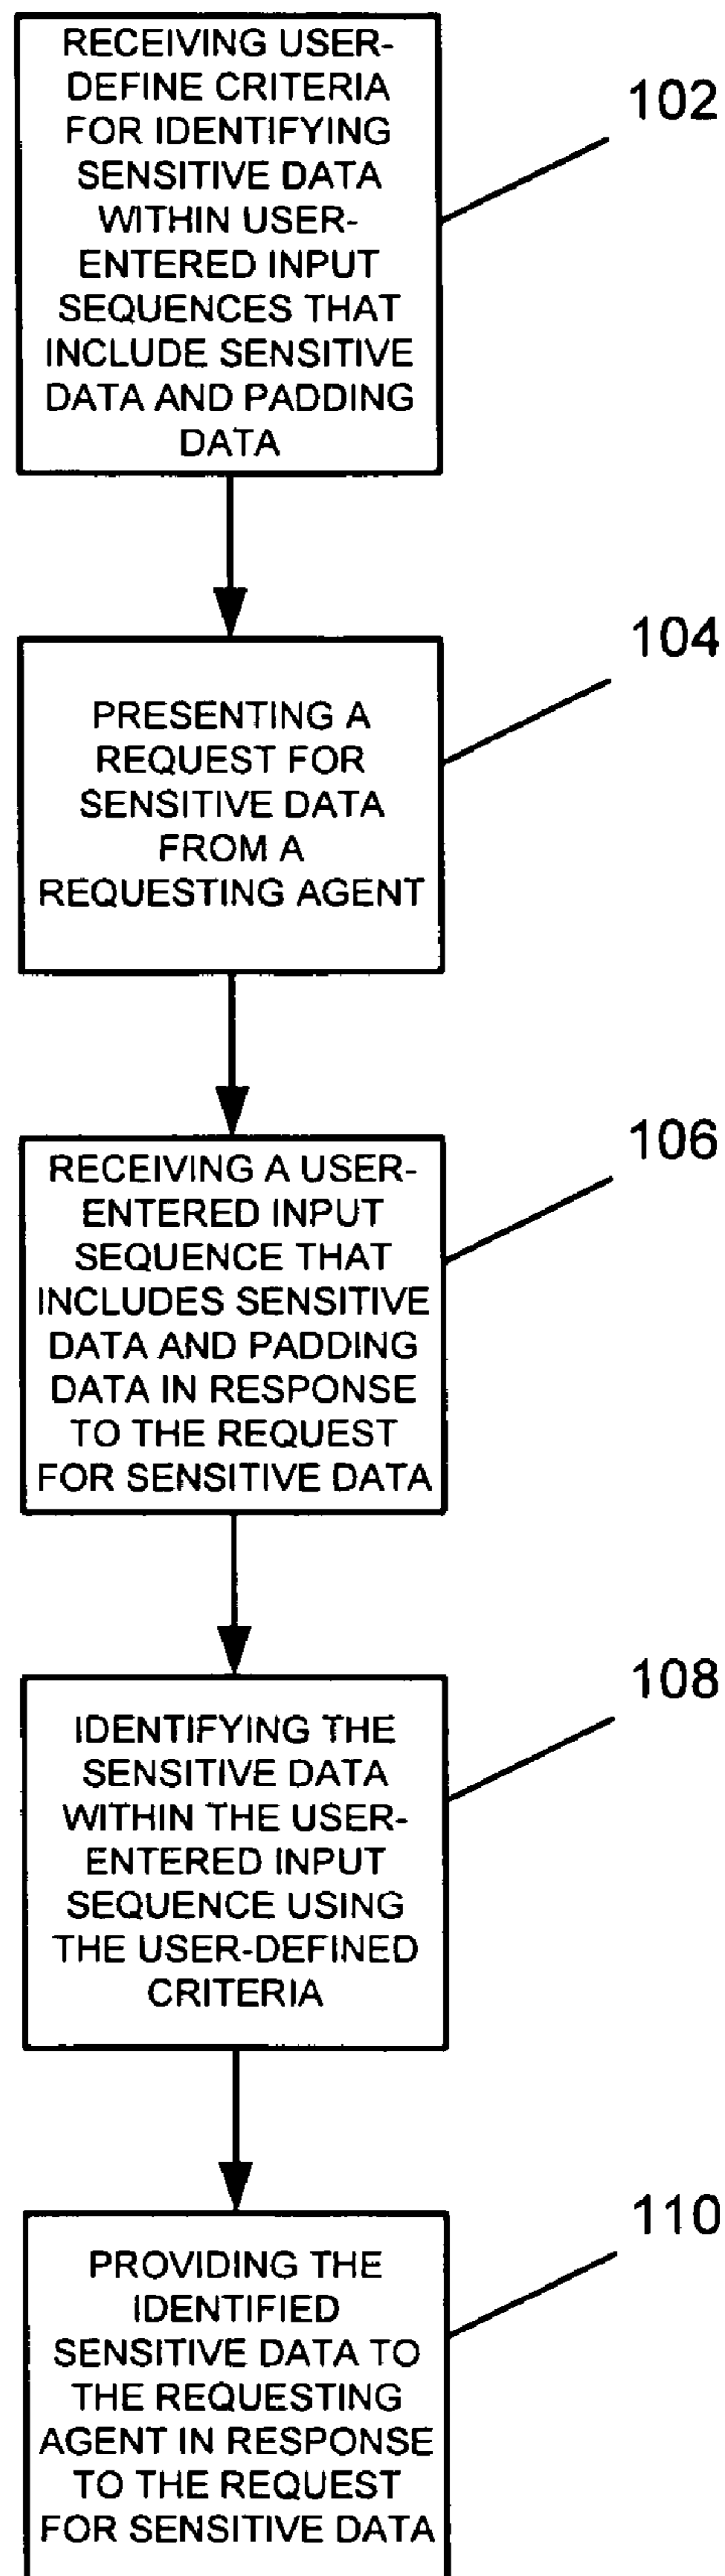 RECEIVING USER-
DEFINE CRITERIA
FOR IDENTIFYING
SENSITIVE DATA
WITHIN USER-
ENTERED INPUT
SEQUENCES THAT
INCLUDE SENSITIVE
DATA AND PADDING
DATA
102
PRESENTING A
REQUEST FOR
SENSITIVE DATA
FROM A
REQUESTING AGENT
104
RECEIVING A USER-
ENTERED INPUT
SEQUENCE THAT
INCLUDES SENSITIVE
DATA AND PADDING
DATA IN RESPONSE
TO THE REQUEST
FOR SENSITIVE DATA
106
IDENTIFYING THE
SENSITIVE DATA
WITHIN THE USER-
ENTERED INPUT
SEQUENCE USING
THE USER-DEFINED
CRITERIA
108
PROVIDING THE
IDENTIFIED
SENSITIVE DATA TO
THE REQUESTING
AGENT IN RESPONSE
TO THE REQUEST
FOR SENSITIVE DATA
110